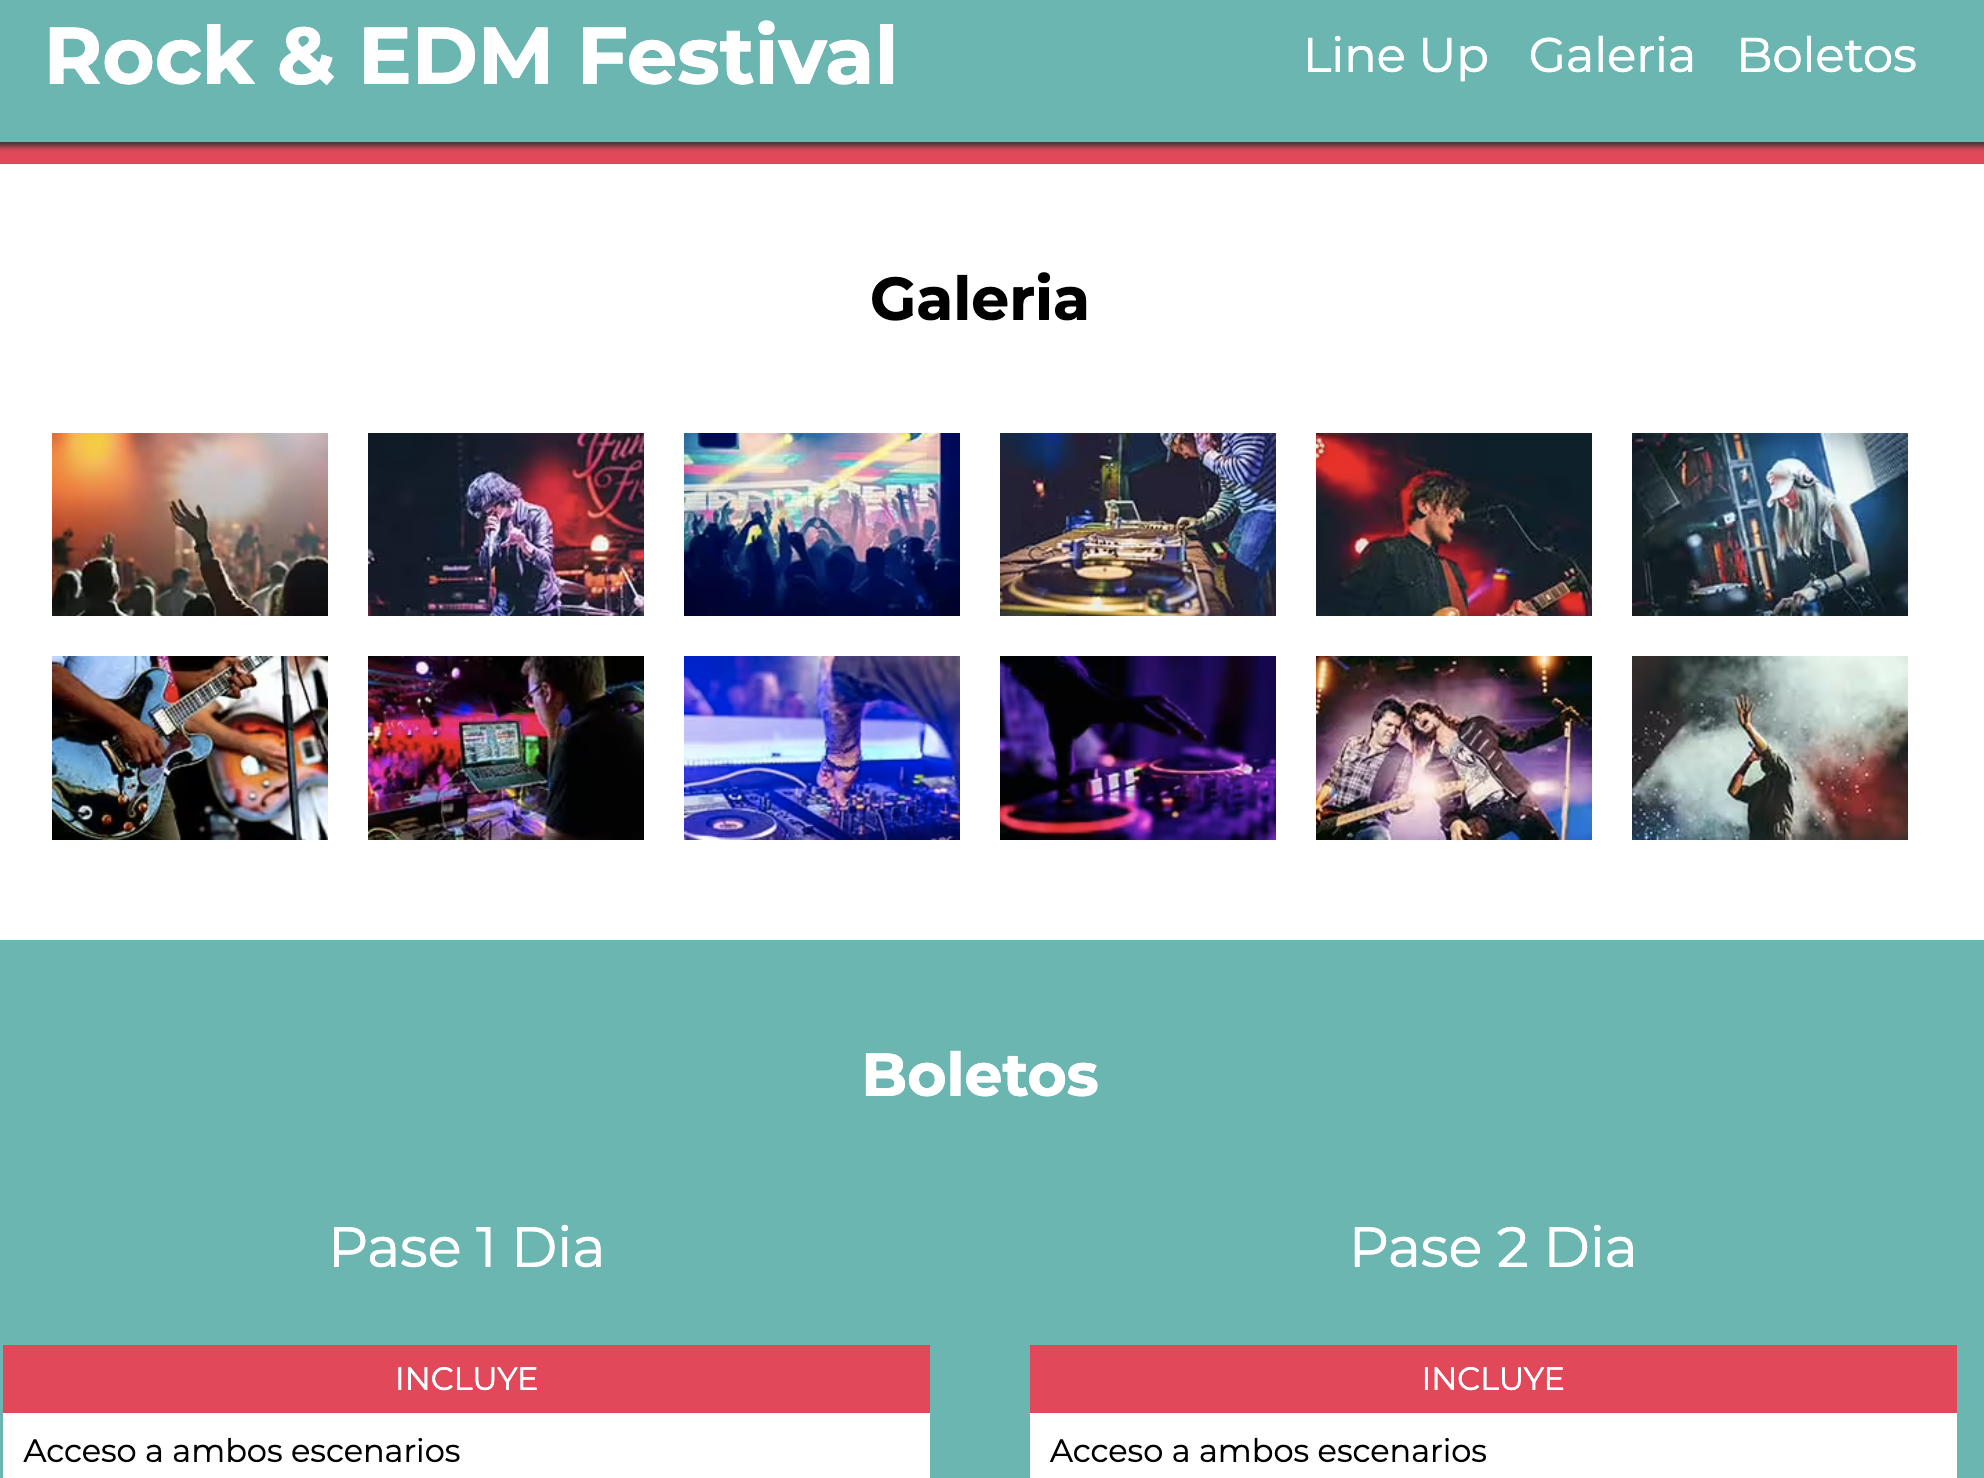 Rock & EDM Festival
Line Up Galeria Boletos
Galeria
Boletos
Pase 1 Dia
Pase 2 Dia
INCLUYE
INCLUYE
Acceso a ambos escenarios
Acceso a ambos escenarios